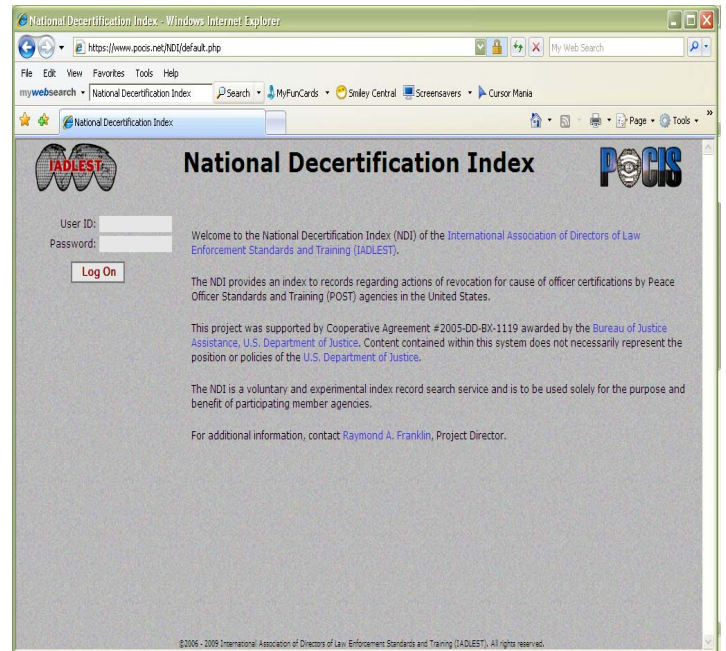 National Decertification Index - Windows Internet Explorer
https://www.pocis.net/NDI/default.php
My Web Search
File Edit View Favorites Tools Help
mywebsearch National Decertification Index Search MyFunCards Smiley Central Screensavers Cursor Mania
National Decertification Index Page Tools »
IADLEST
National Decertification Index
POCIS
User ID:
Password:
Log On
Welcome to the National Decertification Index (NDI) of the International Association of Directors of Law
Enforcement Standards and Training (IADLEST).
The NDI provides an index to records regarding actions of revocation for cause of officer certifications by Peace
Officer Standards and Training (POST) agencies in the United States.
This project was supported by Cooperative Agreement #2005-DD-BX-1119 awarded by the Bureau of Justice
Assistance, U.S. Department of Justice. Content contained within this system does not necessarily represent the
position or policies of the U.S. Department of Justice.
The NDI is a voluntary and experimental index record search service and is to be used solely for the purpose and
benefit of participating member agencies.
For additional information, contact Raymond A. Franklin, Project Director.
©2006 - 2009 International Association of Directors of Law Enforcement Standards and Training (IADLEST). All rights reserved.